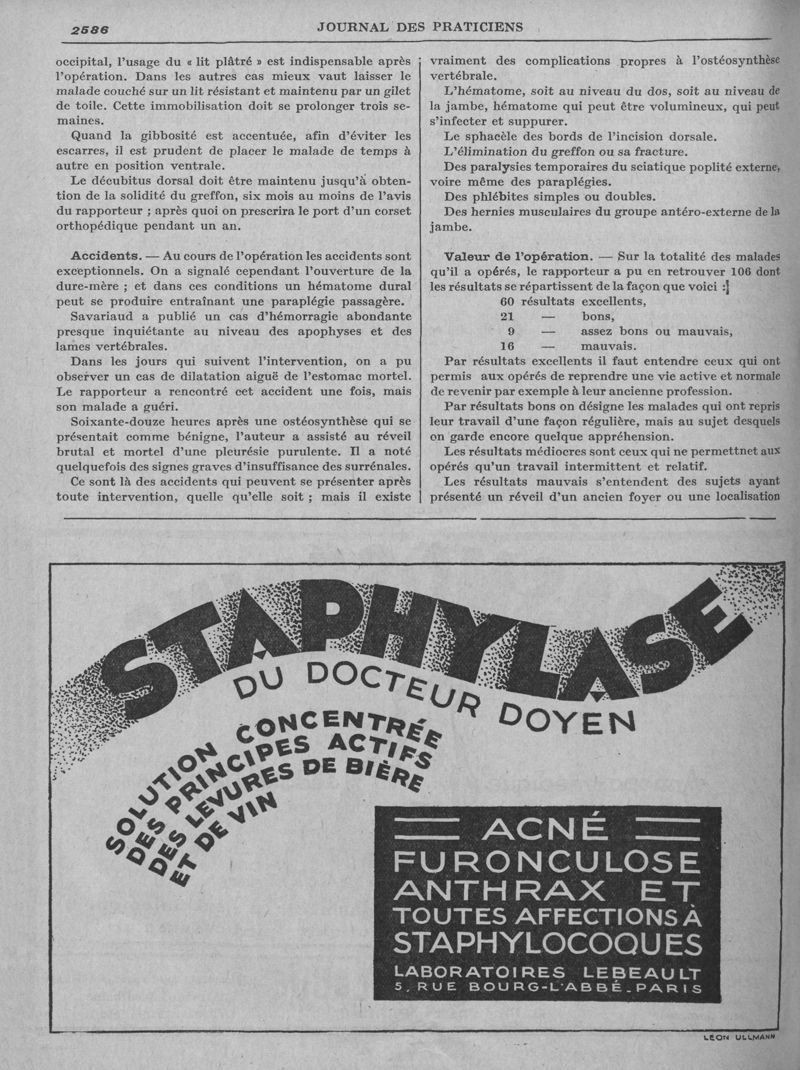 2586
JOURNAL DES PRATICIENS
occipital, l'usage du « lit plâtré » est indispensable après
l'opération. Dans les autres cas mieux vaut laisser le
malade couché sur un lit résistant et maintenu par un gilet
de toile. Cette immobilisation doit se prolonger trois se-
maines.
Quand la gibbosité est accentuée, afin d'éviter les
escarres, il est prudent de placer le malade de temps à
autre en position ventrale.
Le décubitus dorsal doit être maintenu jusqu'à obten-
tion de la solidité du greffon, six mois au moins de l'avis
du rapporteur ; après quoi on prescrira le port d'un corset
orthopédique pendant un an.
Accidents. — Au cours de l'opération les accidents sont
exceptionnels. On a signalé cependant l'ouverture de la
dure-mère ; et dans ces conditions un hématome dural
peut se produire entraînant une paraplégie passagère.
Savariaud a publié un cas d'hémorragie abondante
presque inquiétante au niveau des apophyses et des
lames vertébrales.
Dans les jours qui suivent l'intervention, on a pu
observer un cas de dilatation aiguë de l'estomac mortel.
Le rapporteur a rencontré cet accident une fois, mais
son malade a guéri.
Soixante-douze heures après une ostéosynthèse qui se
présentait comme bénigne, l'auteur a assisté au réveil
brutal et mortel d'une pleurésie purulente. Il a noté
quelquefois des signes graves d'insuffisance des surrénales.
Ce sont là des accidents qui peuvent se présenter après
toute intervention, quelle qu'elle soit ; mais il existe
vraiment des complications propres à l'ostéosynthèse
vertébrale.
L'hématome, soit au niveau du dos, soit au niveau de
la jambe, hématome qui peut être volumineux, qui peut
s'infecter et suppurer.
Le sphacèle des bords de l'incision dorsale.
L'élimination du greffon ou sa fracture.
Des paralysies temporaires du sciatique poplité externe,
voire même des paraplégies.
Des phlébites simples ou doubles.
Des hernies musculaires du groupe antéro-externe de la
jambe.
Valeur de l'opération. — Sur la totalité des malades
qu'il a opérés, le rapporteur a pu en retrouver 106 dont
les résultats se répartissent de la façon que voici :
60 résultats excellents,
21 — bons,
9 — assez bons ou mauvais,
16 — mauvais.
Par résultats excellents il faut entendre ceux qui ont
permis aux opérés de reprendre une vie active et normale
de revenir par exemple à leur ancienne profession.
Par résultats bons on désigne les malades qui ont repris
leur travail d'une façon régulière, mais au sujet desquels
on garde encore quelque appréhension.
Les résultats médiocres sont ceux qui ne permettnet aux
opérés qu'un travail intermittent et relatif.
Les résultats mauvais s'entendent des sujets ayant
présenté un réveil d'un ancien foyer ou une localisation
STAPHYLASE
DU DOCTEUR DOYEN
SOLUTION CONCENTRÉE
DES PRINCIPES ACTIFS
DES LEVURES DE BIÈRE
ET DE VIN
ACNÉ
FURONCULOSE
ANTHRAX ET
TOUTES AFFECTIONS À
STAPHYLOCOQUES
LABORATOIRES LEBEAULT
5, RUE BOURG-L'ABBÉ_PARIS
LÉON ULLMANN